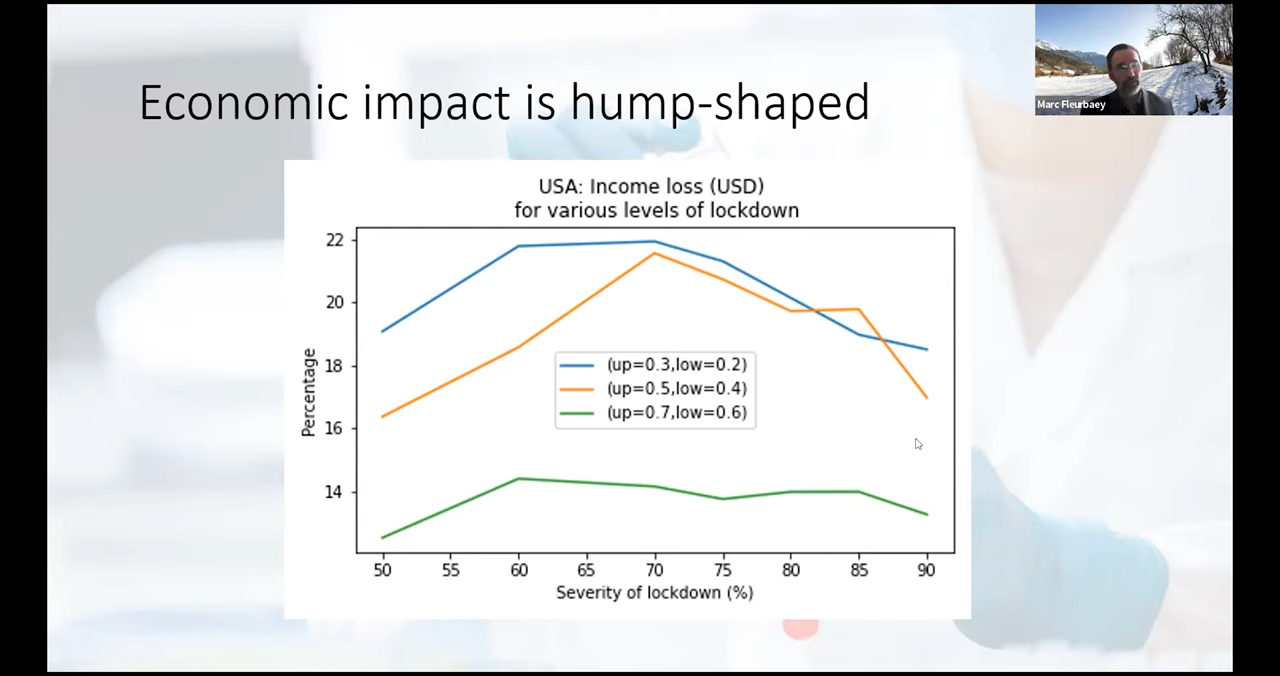 Economic impact is hump-shaped
Marc Fleurbaey
USA: Income loss (USD)
for various levels of lockdown
22
20
18
16
14
Percentage
(up=0.3,low=0.2)
(up=0.5,low=0.4)
(up=0.7,low=0.6)
50 55 60 65 70 75 80 85 90
Severity of lockdown (%)